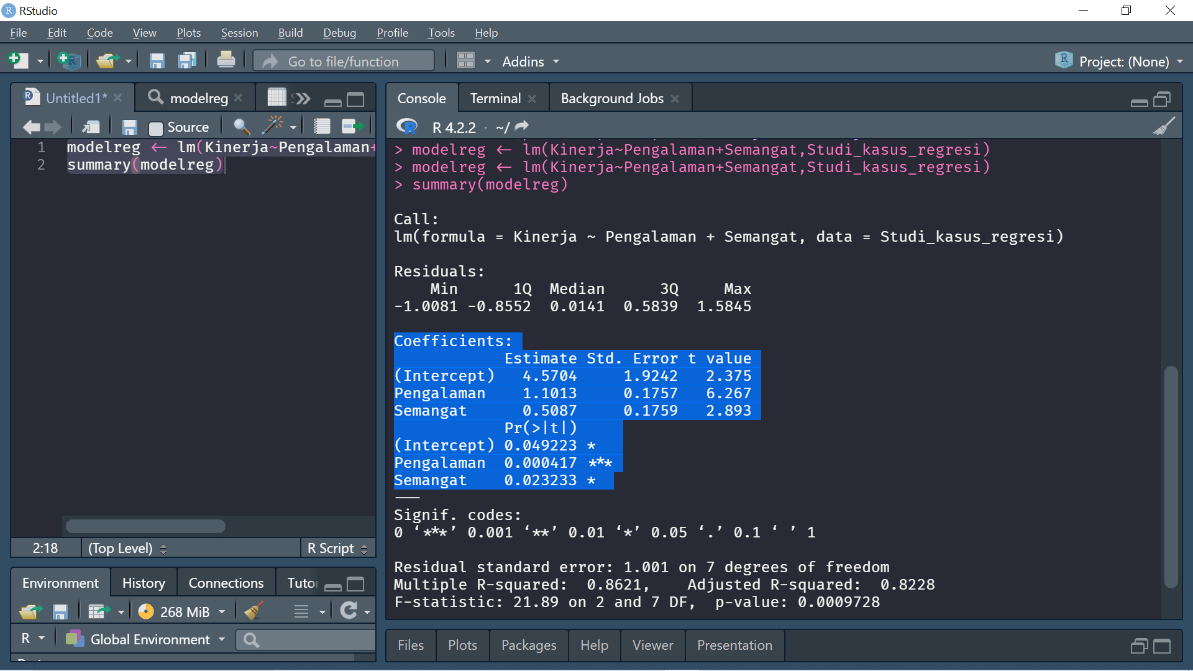 RStudio
File Edit Code View Plots Session Build Debug Profile Tools Help
Go to file/function Addins Project: (None)
Untitled1* modelreg
Source
1 modelreg <- lm(Kinerja~Pengalaman+
2 summary(modelreg)
2:18 (Top Level) R Script
Environment History Connections
268 MiB
R Global Environment
Console Terminal Background Jobs
R 4.2.2 · ~/
> modelreg <- lm(Kinerja~Pengalaman+Semangat,Studi_kasus_regresi)
> modelreg <- lm(Kinerja~Pengalaman+Semangat,Studi_kasus_regresi)
> summary(modelreg)
Call:
lm(formula = Kinerja ~ Pengalaman + Semangat, data = Studi_kasus_regresi)
Residuals:
Min 1Q Median 3Q Max
-1.0081 -0.8552 0.0141 0.5839 1.5845
Coefficients:
Estimate Std. Error t value
(Intercept) 4.5704 1.9242 2.375
Pengalaman 1.1013 0.1757 6.267
Semangat 0.5087 0.1759 2.893
Pr(>|t|)
(Intercept) 0.049223 *
Pengalaman 0.000417 ***
Semangat 0.023233 *
---
Signif. codes:
0 ‘***’ 0.001 ‘**’ 0.01 ‘*’ 0.05 ‘.’ 0.1 ‘ ’ 1
Residual standard error: 1.001 on 7 degrees of freedom
Multiple R-squared: 0.8621, Adjusted R-squared: 0.8228
F-statistic: 21.89 on 2 and 7 DF, p-value: 0.0009728
Files Plots Packages Help Viewer Presentation